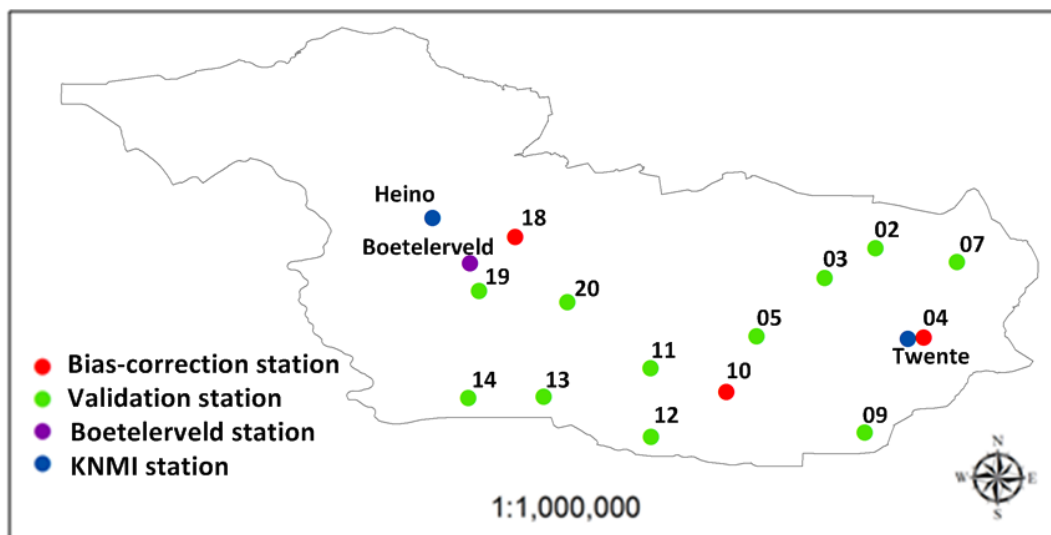 Heino
18
Boetelerveld
02
07
03
19
20
05
04
Twente
11
10
14
13
12
09
Bias-correction station
Validation station
Boetelerveld station
KNMI station
N
W
E
S
1:1,000,000